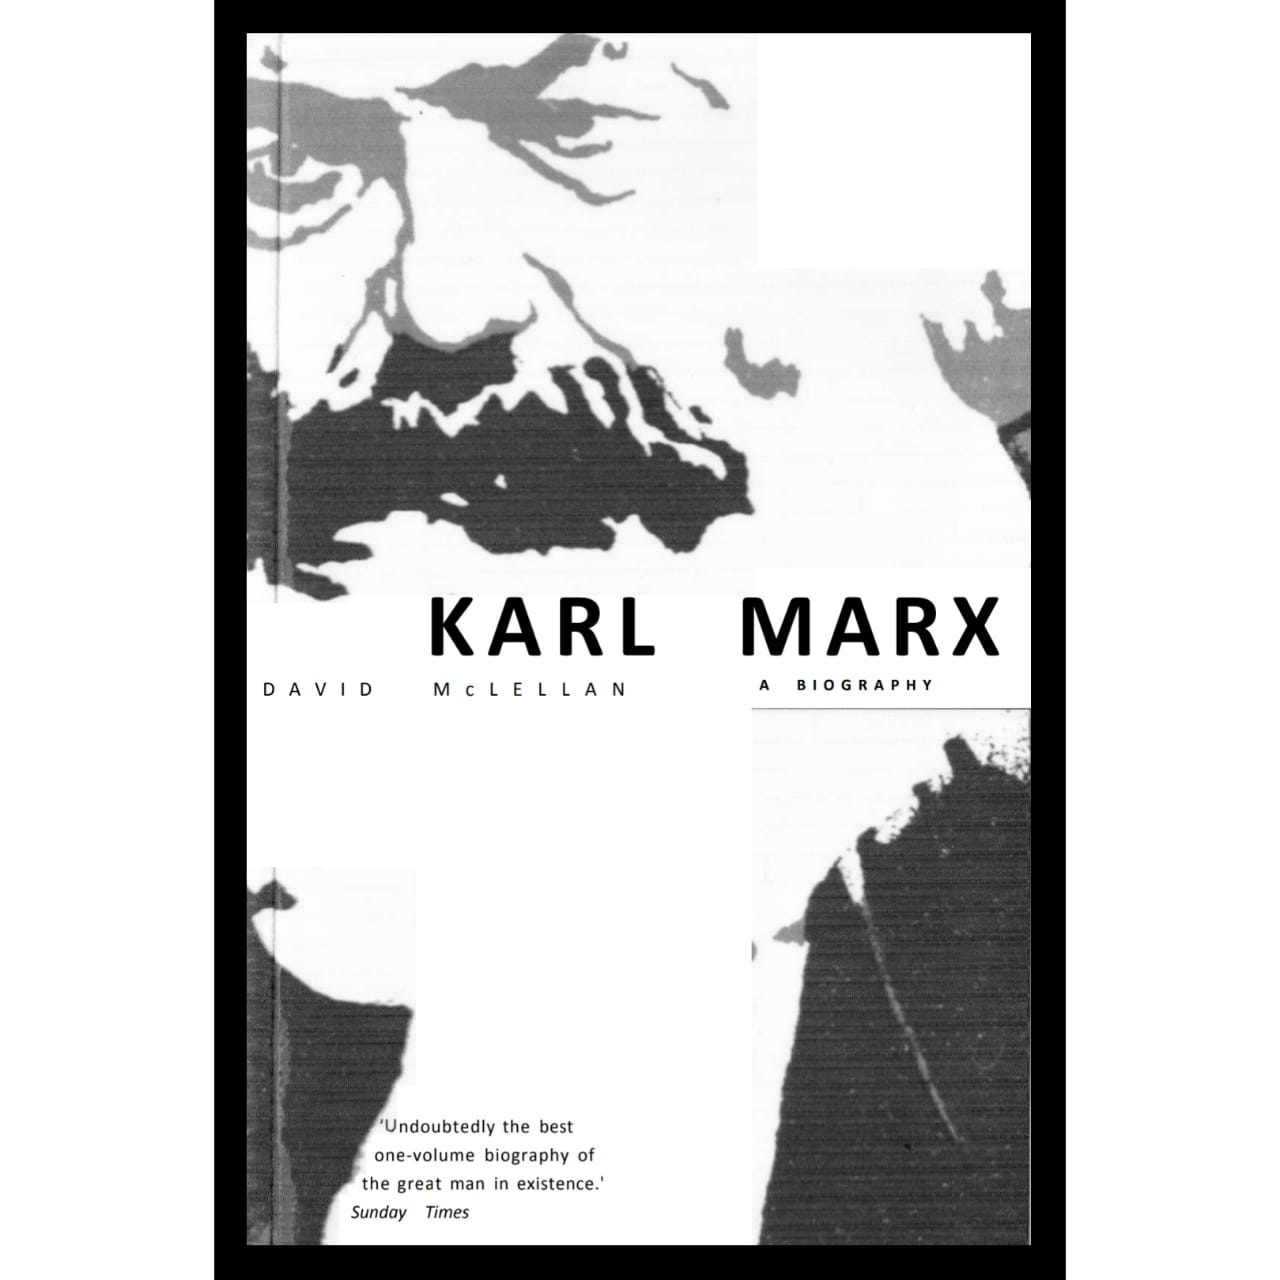 KARL MARX
DAVID McLELLAN
A BIOGRAPHY
'Undoubtedly the best
one-volume biography of
the great man in existence.'
Sunday Times